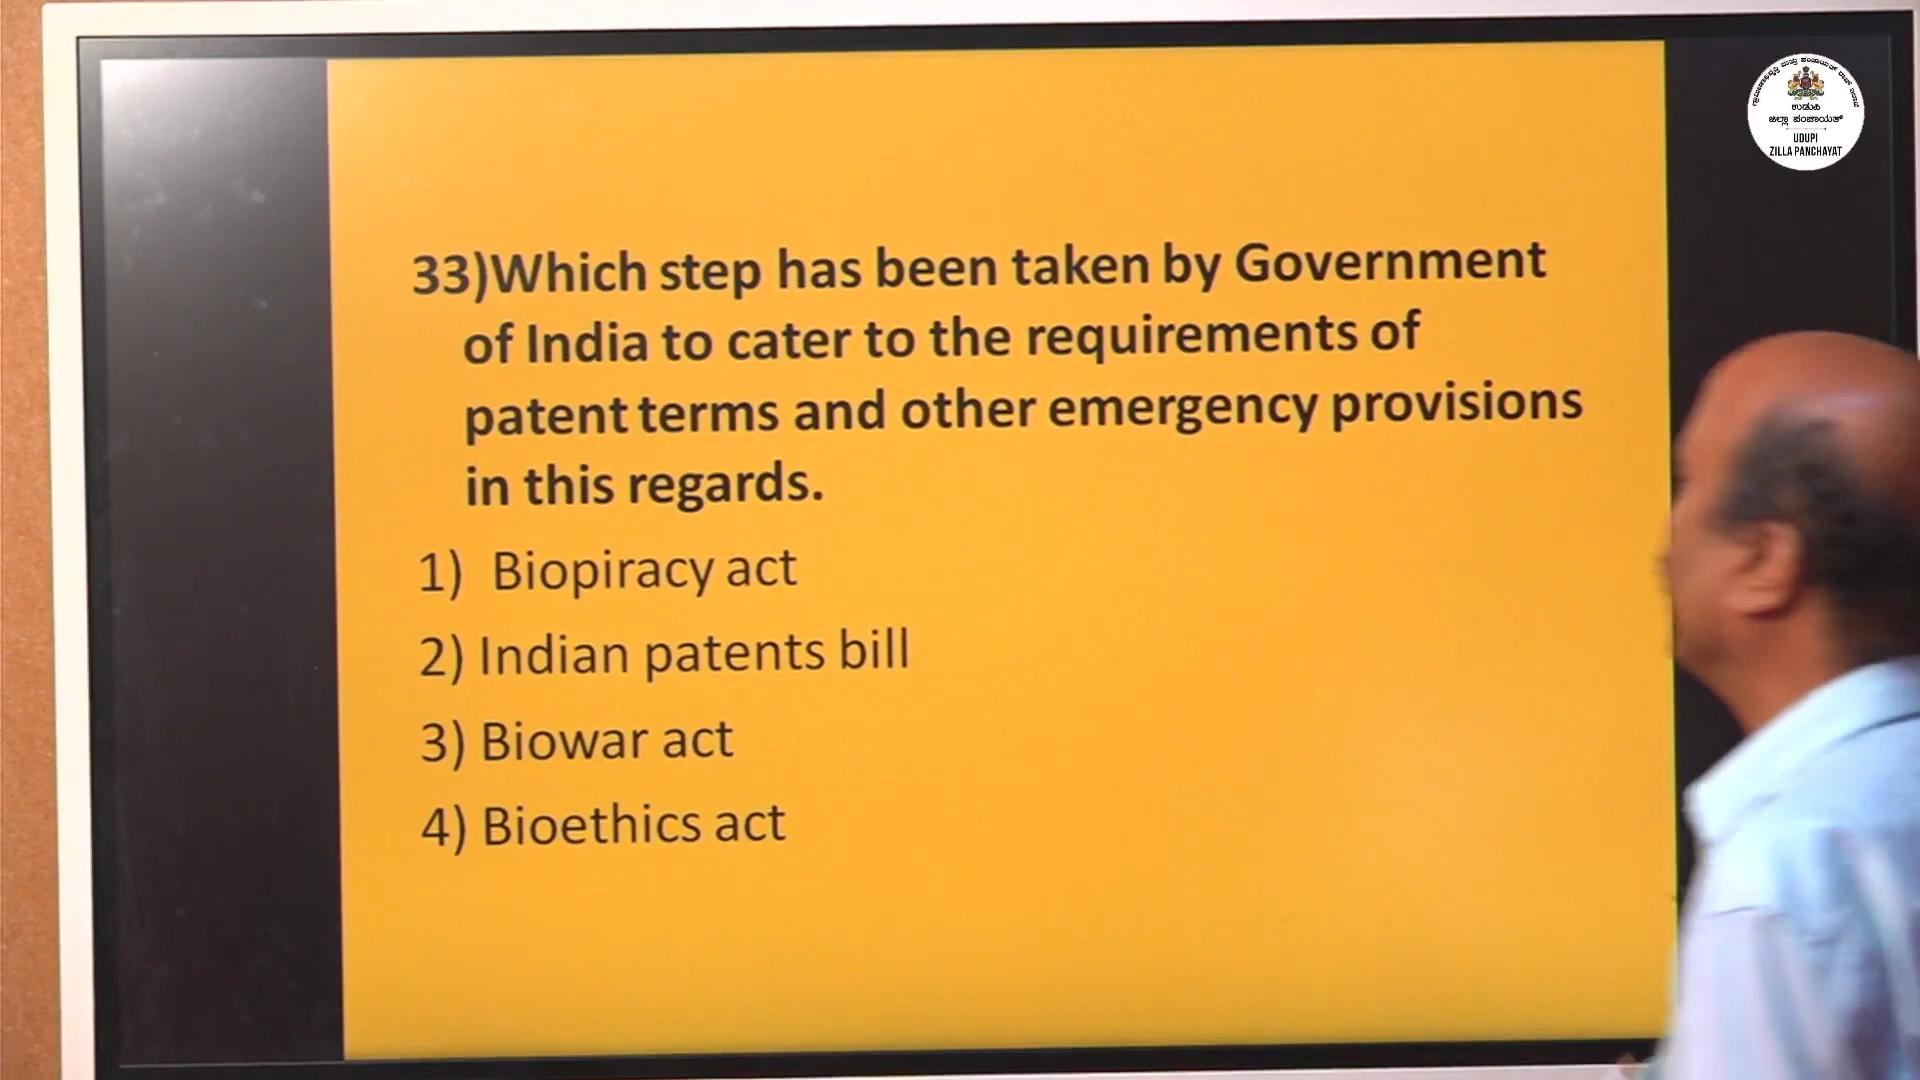 33)Which step has been taken by Government
of India to cater to the requirements of
patent terms and other emergency provisions
in this regards.
1) Biopiracy act
2) Indian patents bill
3) Biowar act
4) Bioethics act
ಉಡುಪಿ
ಜಿಲ್ಲಾ ಪಂಚಾಯತ್
UDUPI
ZILLA PANCHAYAT